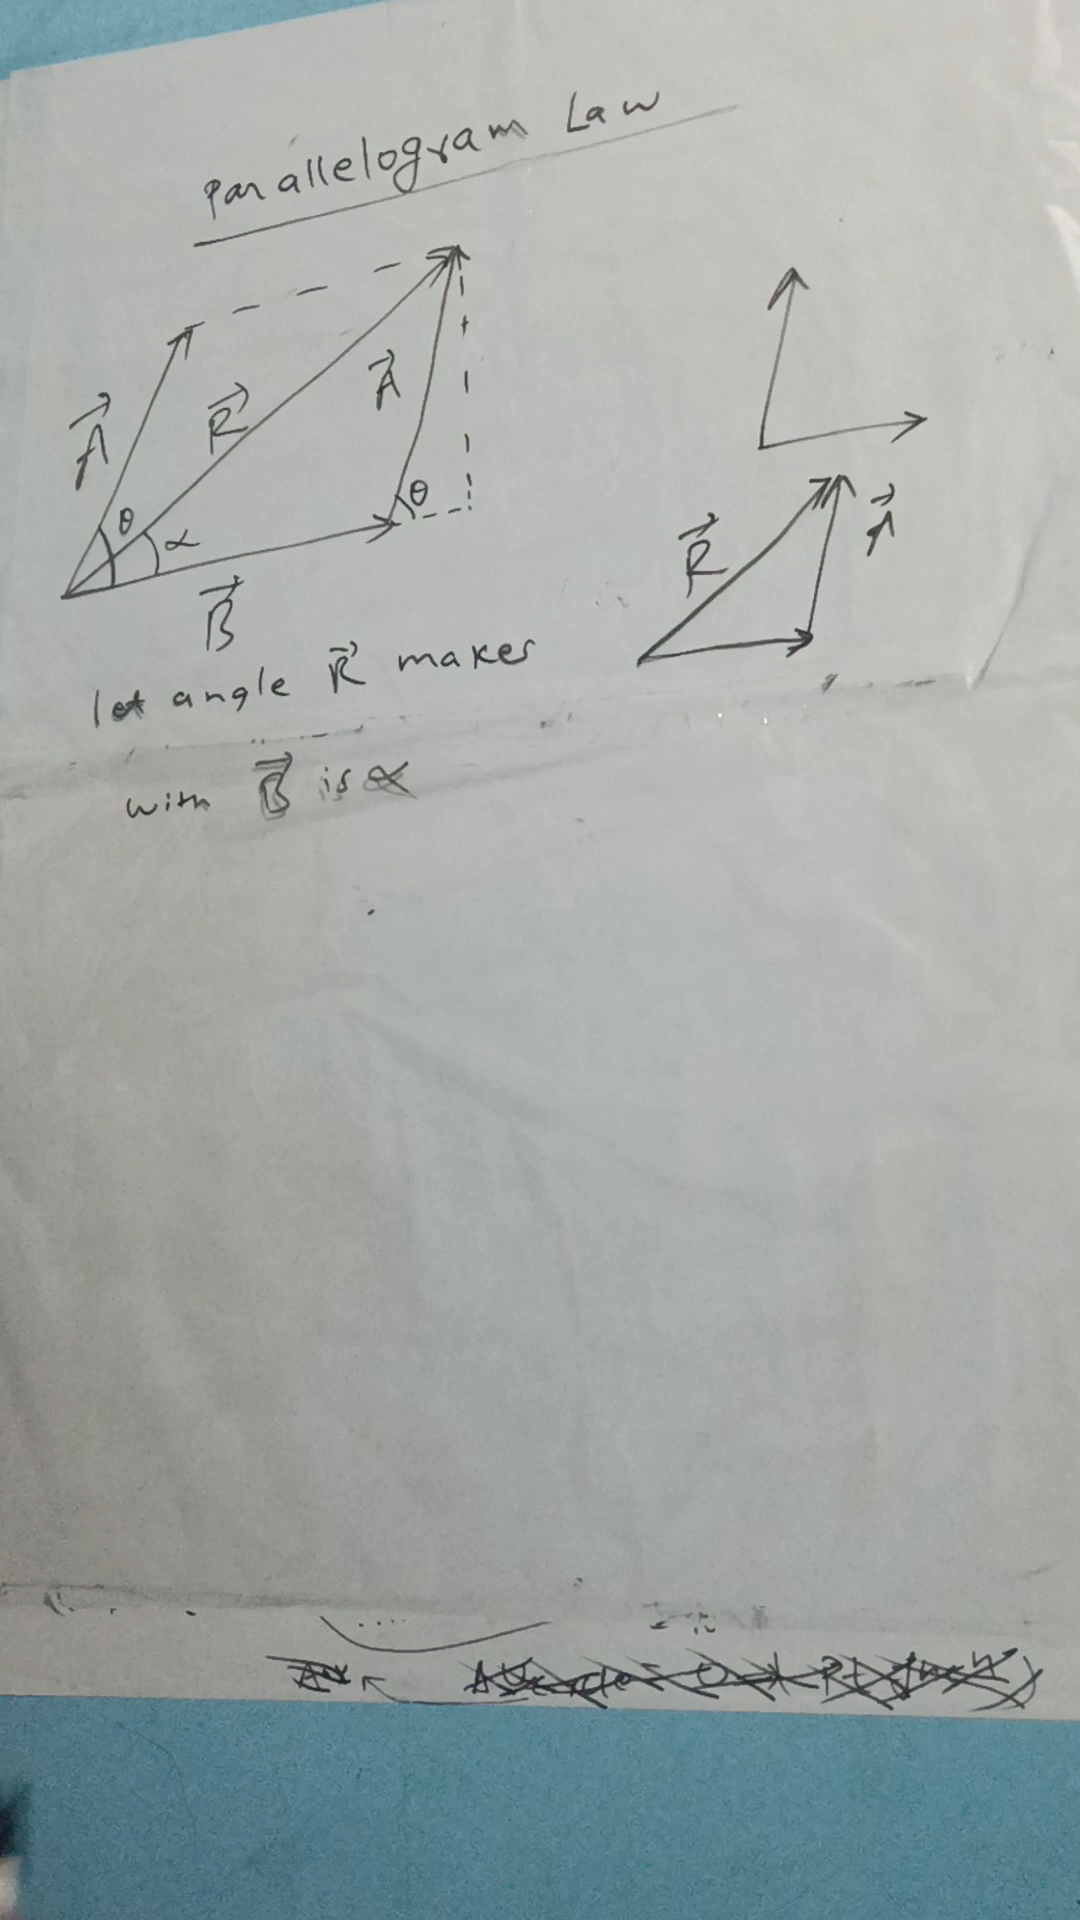 Parallelogram Law
A⃗
R⃗
A⃗
θ
α
θ
B⃗
R⃗
A⃗
let angle R⃗ makes
with B⃗ is α